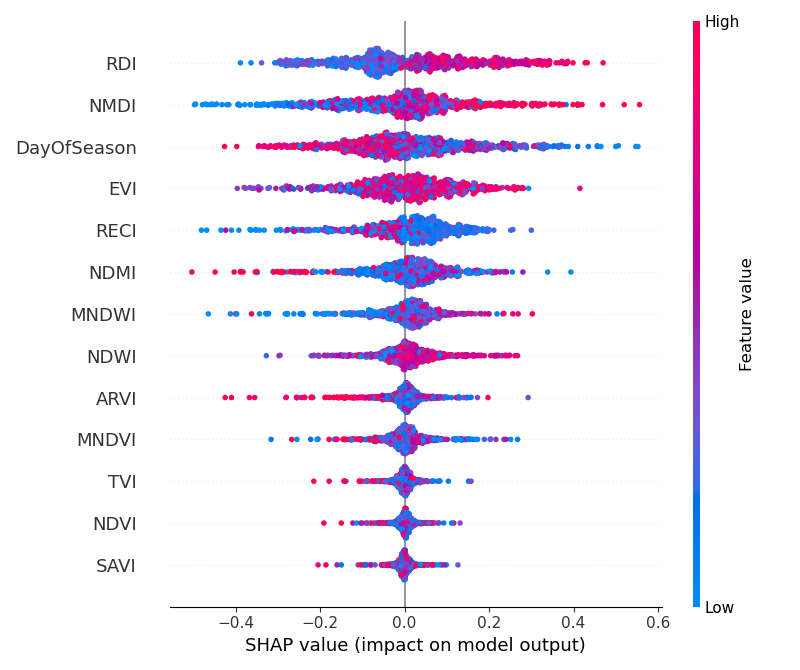 High
RDI
NMDI
DayOfSeason
EVI
RECI
NDMI
MNDWI
NDWI
ARVI
MNDVI
TVI
NDVI
SAVI
Feature value
Low
−0.4 −0.2 0.0 0.2 0.4 0.6
SHAP value (impact on model output)